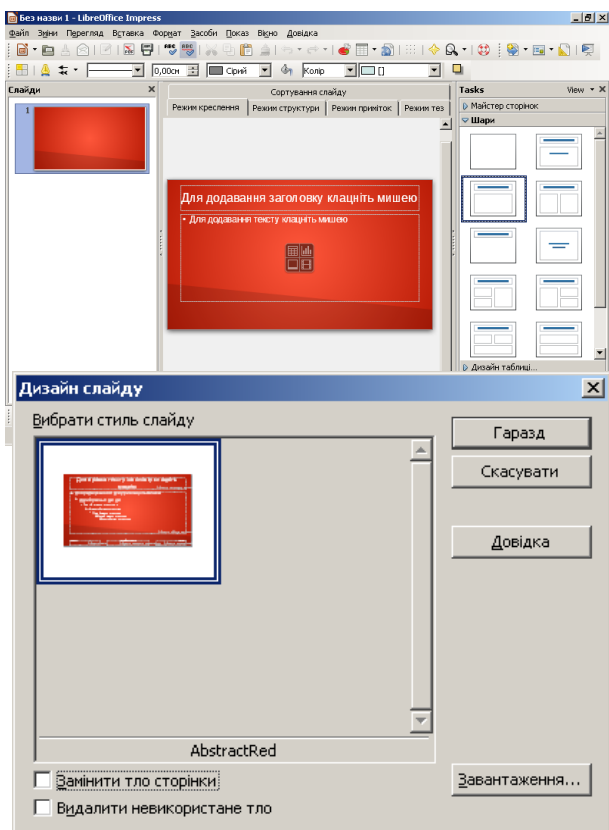 Без назви 1 - LibreOffice Impress
Файл Зміни Перегляд Вставка Формат Засоби Показ Вікно Довідка
0,00см Сірий Колір
Слайди
Сортування слайду
Tasks View
Режим креслення Режим структури Режим приміток Режим тез
Майстер сторінок
Шари
1
Для додавання заголовку клацніть мишею
• Для додавання тексту клацніть мишею
Дизайн таблиці...
Дизайн слайду
Вибрати стиль слайду
Гаразд
Скасувати
Довідка
AbstractRed
Замінити тло сторінки
Завантаження...
Видалити невикористане тло